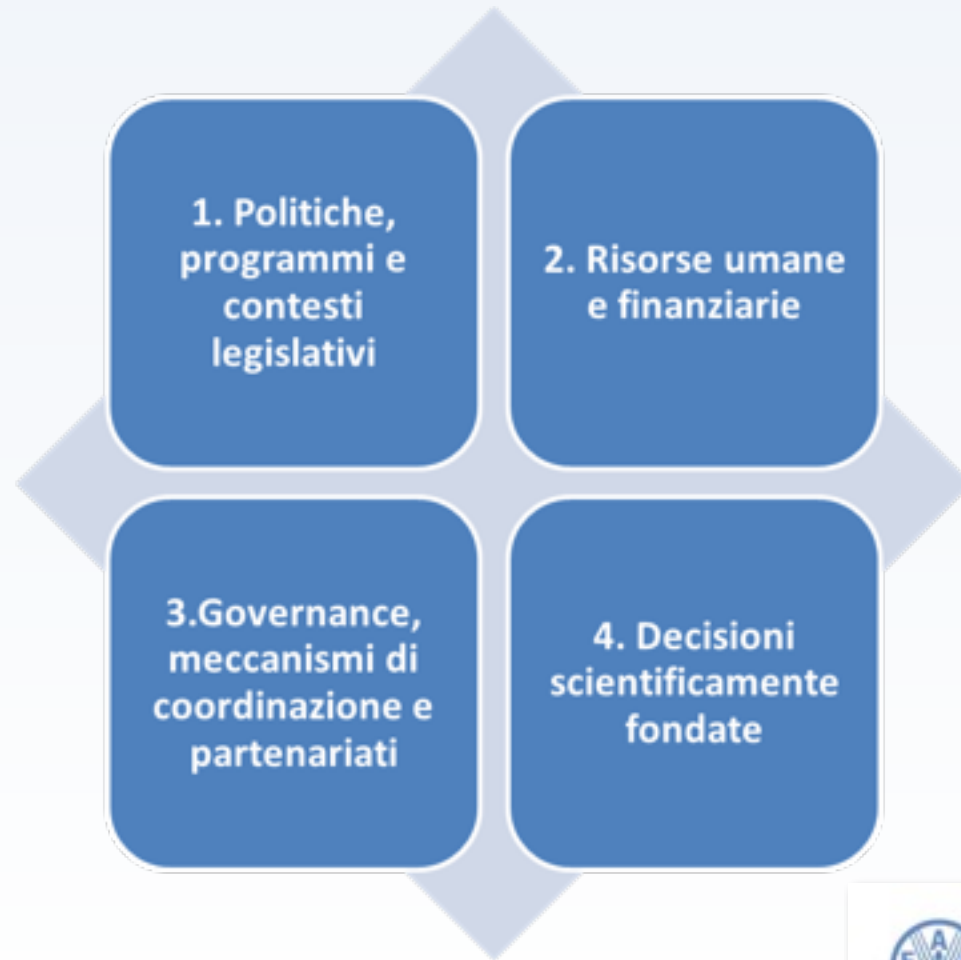 1. Politiche,
programmi e
contesti
legislativi
2. Risorse umane
e finanziarie
3.Governance,
meccanismi di
coordinazione e
partenariati
4. Decisioni
scientificamente
fondate
F A